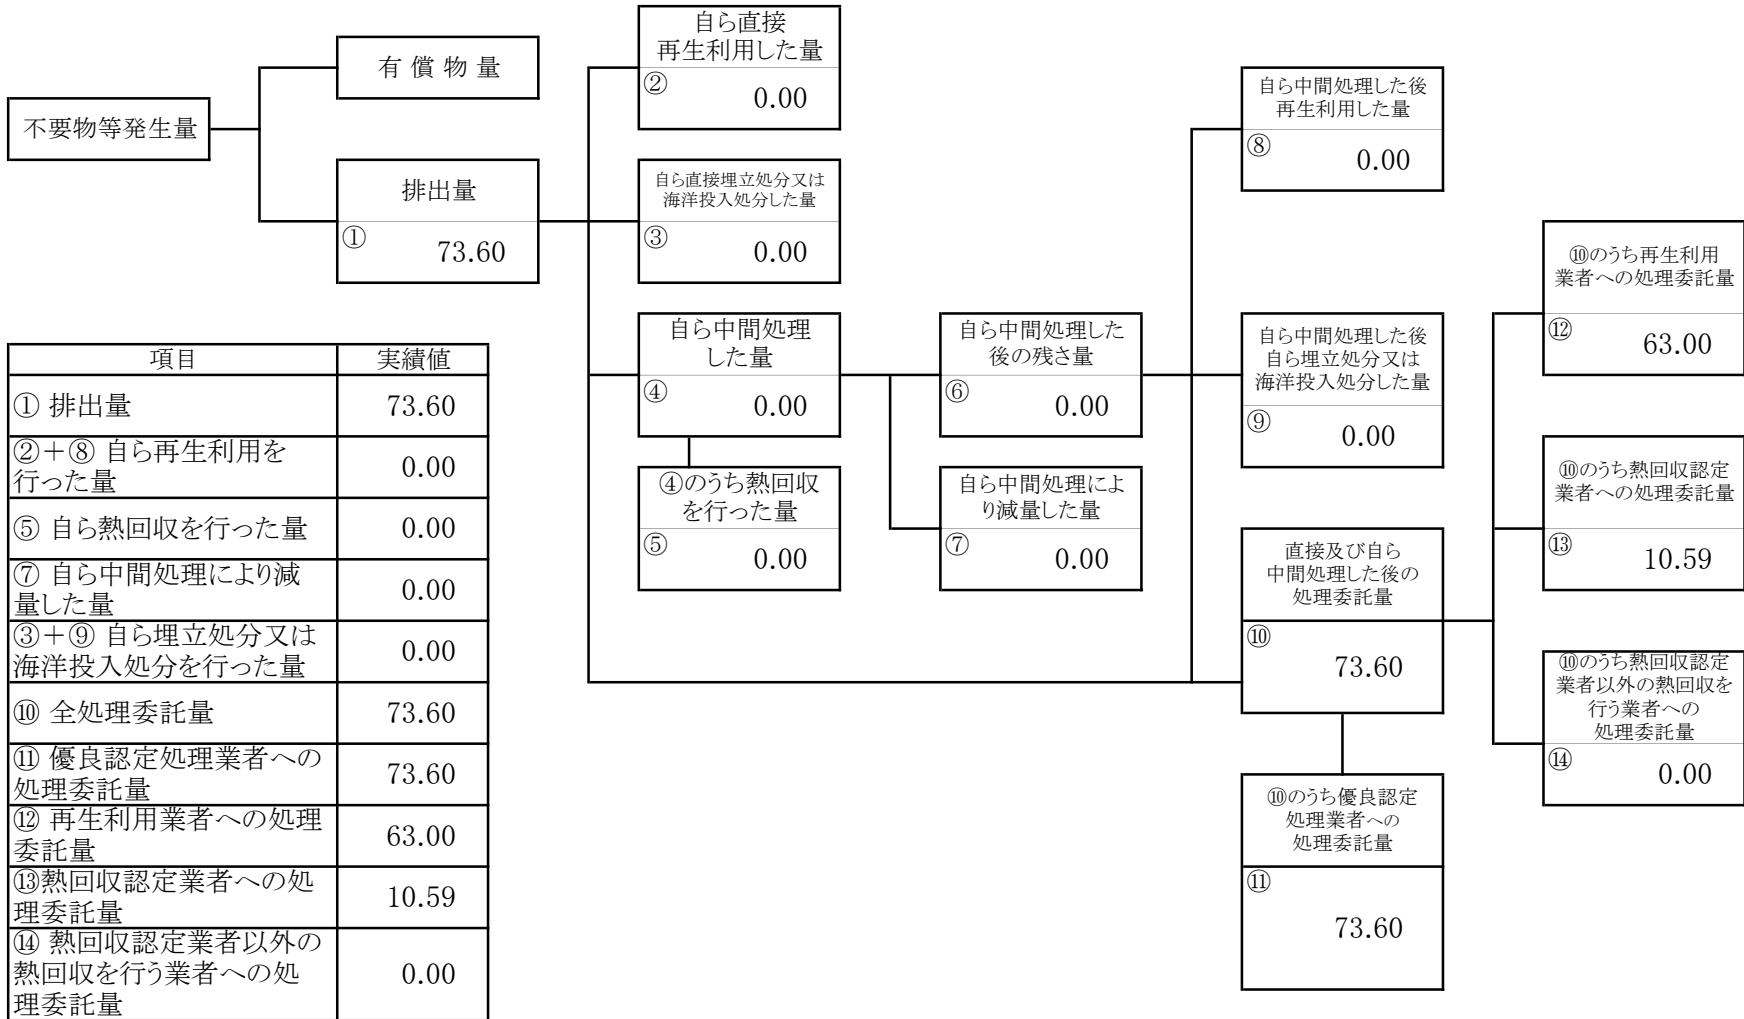 不要物等発生量
有 償 物 量
排出量
①
73.60
自ら直接
再生利用した量
②
0.00
自ら直接埋立処分又は
海洋投入処分した量
③
0.00
自ら中間処理
した量
④
0.00
④のうち熱回収
を行った量
⑤
0.00
自ら中間処理した
後の残さ量
⑥
0.00
自ら中間処理によ
り減量した量
⑦
0.00
自ら中間処理した後
再生利用した量
⑧
0.00
自ら中間処理した後
自ら埋立処分又は
海洋投入処分した量
⑨
0.00
直接及び自ら
中間処理した後の
処理委託量
⑩
73.60
⑩のうち優良認定
処理業者への
処理委託量
⑪
73.60
⑩のうち再生利用
業者への処理委託量
⑫
63.00
⑩のうち熱回収認定
業者への処理委託量
⑬
10.59
⑩のうち熱回収認定
業者以外の熱回収を
行う業者への
処理委託量
⑭
0.00
項目 実績値
① 排出量 73.60
②＋⑧ 自ら再生利用を
行った量 0.00
⑤ 自ら熱回収を行った量 0.00
⑦ 自ら中間処理により減
量した量 0.00
③＋⑨ 自ら埋立処分又は
海洋投入処分を行った量 0.00
⑩ 全処理委託量 73.60
⑪ 優良認定処理業者への
処理委託量 73.60
⑫ 再生利用業者への処理
委託量 63.00
⑬熱回収認定業者への処
理委託量 10.59
⑭ 熱回収認定業者以外の
熱回収を行う業者への処 0.00
理委託量